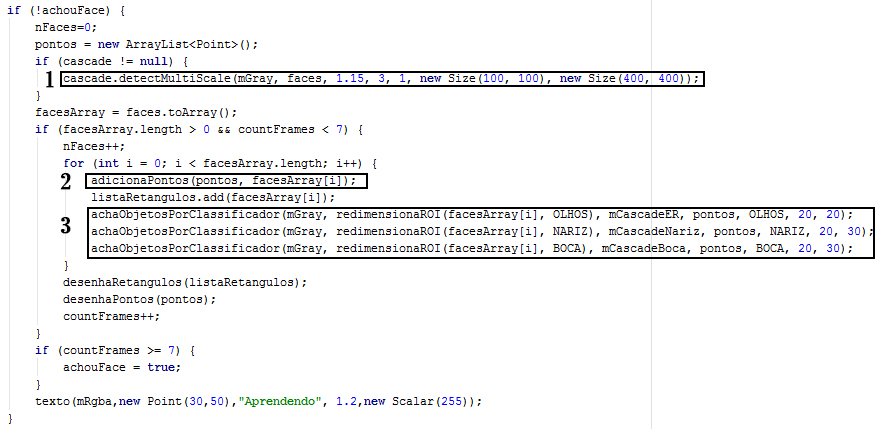 if (!achouFace) {
nFaces=0;
pontos = new ArrayList<Point>();
if (cascade != null) {
1 cascade.detectMultiScale(mGray, faces, 1.15, 3, 1, new Size(100, 100), new Size(400, 400));
}
facesArray = faces.toArray();
if (facesArray.length > 0 && countFrames < 7) {
nFaces++;
for (int i = 0; i < facesArray.length; i++) {
2 adicionaPontos(pontos, facesArray[i]);
listaRetangulos.add(facesArray[i]);
achaObjetosPorClassificador(mGray, redimensionaROI(facesArray[i], OLHOS), mCascadeER, pontos, OLHOS, 20, 20);
3 achaObjetosPorClassificador(mGray, redimensionaROI(facesArray[i], NARIZ), mCascadeNariz, pontos, NARIZ, 20, 30);
achaObjetosPorClassificador(mGray, redimensionaROI(facesArray[i], BOCA), mCascadeBoca, pontos, BOCA, 20, 30);
}
desenhaRetangulos(listaRetangulos);
desenhaPontos(pontos);
countFrames++;
}
if (countFrames >= 7) {
achouFace = true;
}
texto(mRgba,new Point(30,50),"Aprendendo", 1.2,new Scalar(255));
}